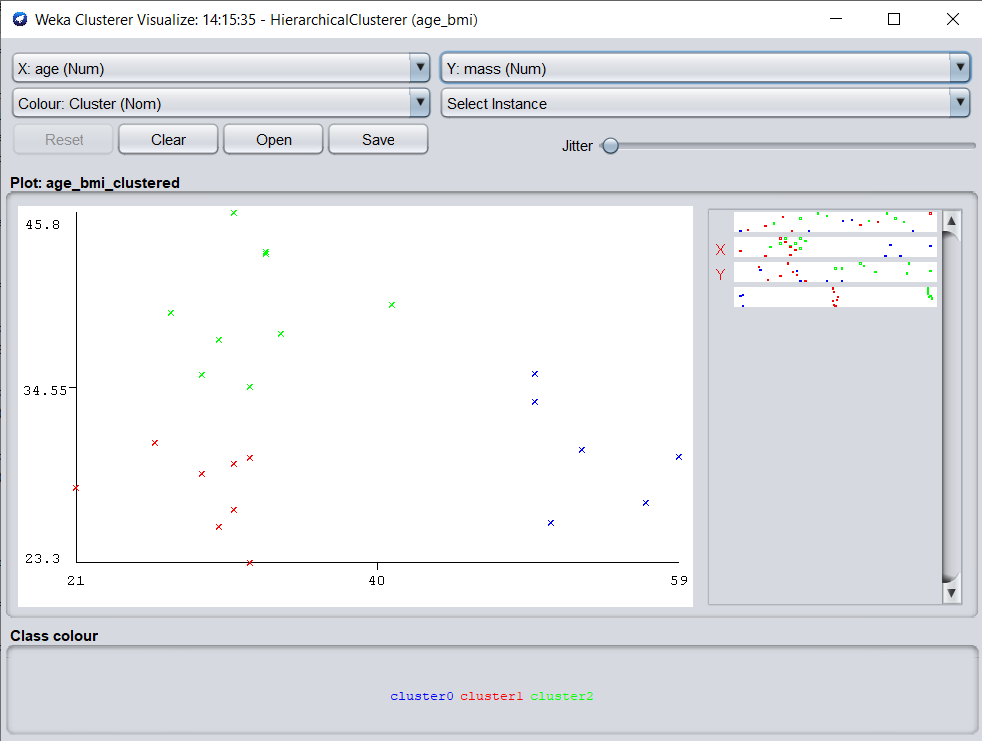 Weka Clusterer Visualize: 14:15:35 - HierarchicalClusterer (age_bmi)
X: age (Num) Y: mass (Num)
Colour: Cluster (Nom) Select Instance
Reset Clear Open Save Jitter
Plot: age_bmi_clustered
45.8
X
Y
34.55
23.3
21 40 59
Class colour
cluster0 cluster1 cluster2